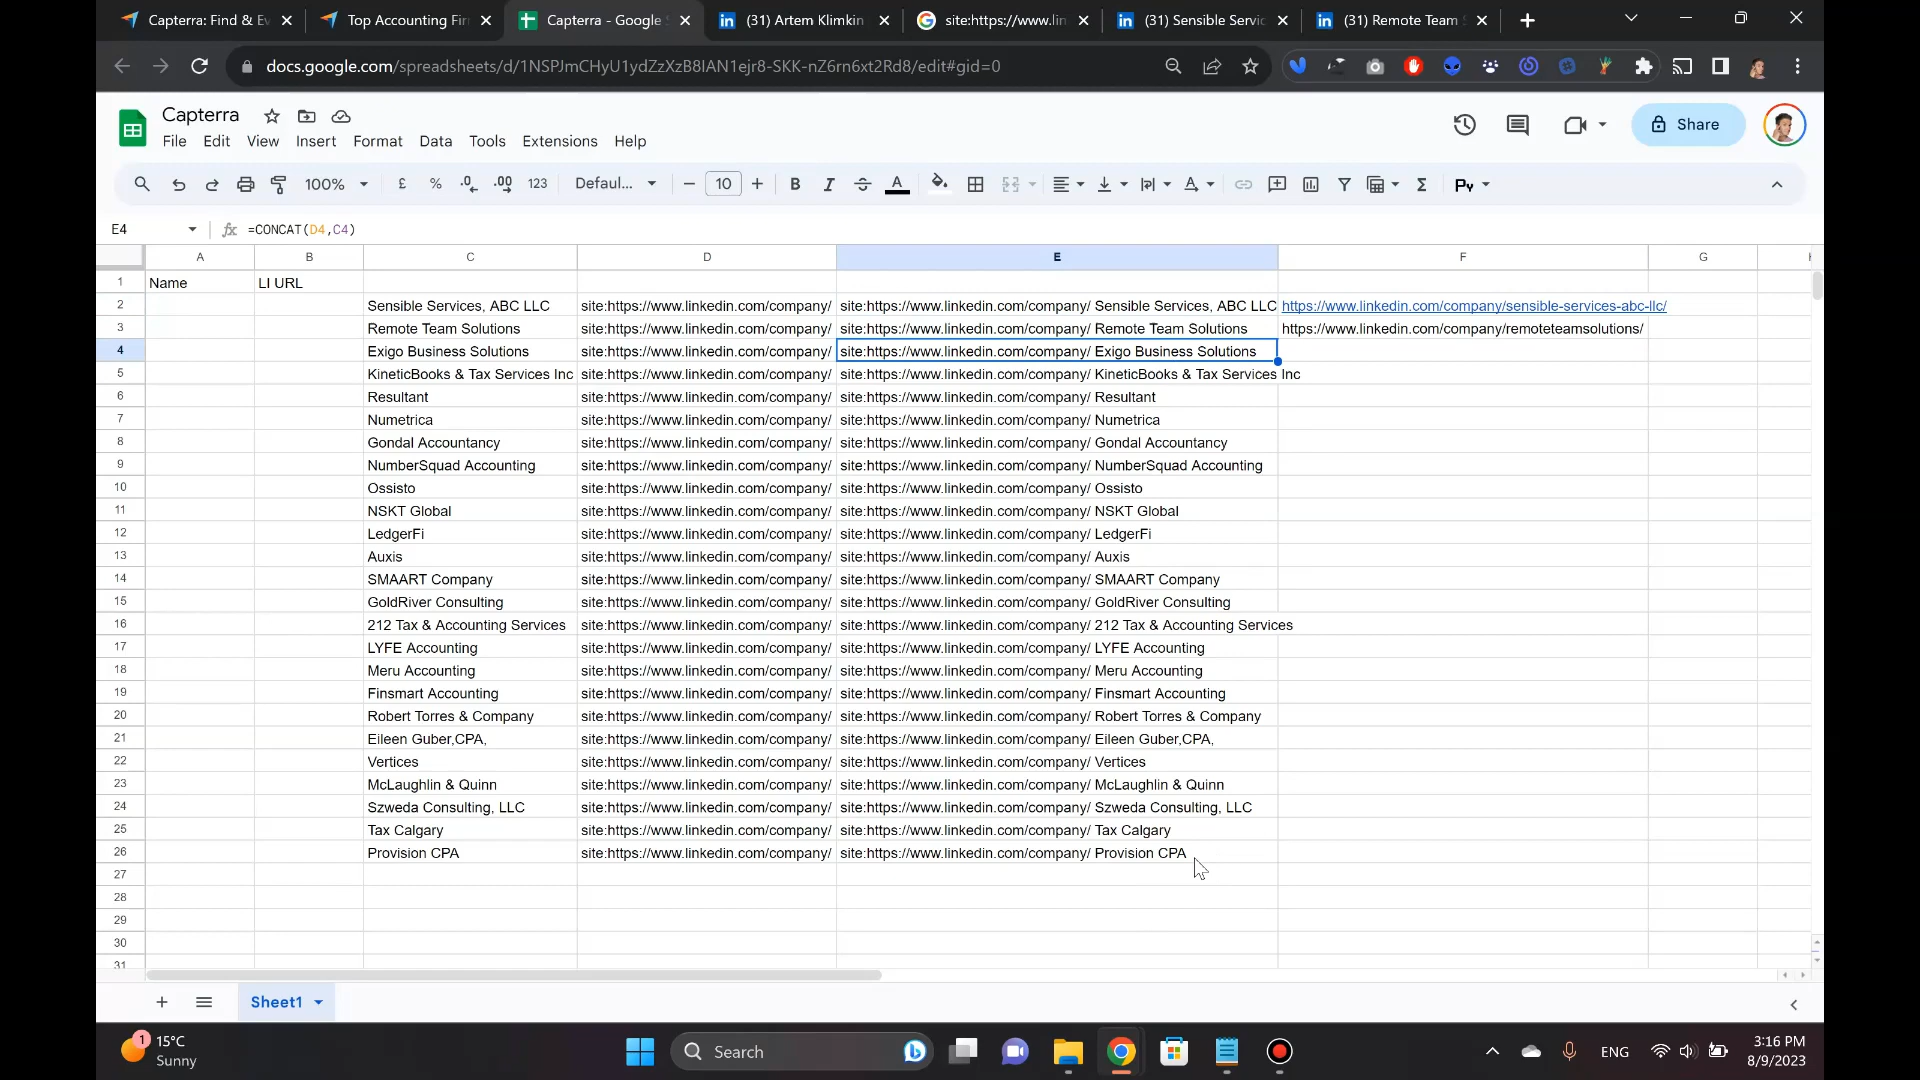 Capterra: Find & Ev
Top Accounting Fir
Capterra - Google S
(31) Artem Klimkin
site:https://www.lin
(31) Sensible Servic
(31) Remote Team S
docs.google.com/spreadsheets/d/1NSPJmCHyU1ydZzXzB8IAN1ejr8-SKK-nZ6rn6xt2Rd8/edit#gid=0
Capterra
File Edit View Insert Format Data Tools Extensions Help
Share
100% £ % .0 .00 123 Defaul... 10 B I A Σ Py
E4 fx =CONCAT(D4,C4)
A B C D E F G
1 Name LI URL
2 Sensible Services, ABC LLC site:https://www.linkedin.com/company/ site:https://www.linkedin.com/company/ Sensible Services, ABC LLC https://www.linkedin.com/company/sensible-services-abc-llc/
3 Remote Team Solutions site:https://www.linkedin.com/company/ site:https://www.linkedin.com/company/ Remote Team Solutions https://www.linkedin.com/company/remoteteamsolutions/
4 Exigo Business Solutions site:https://www.linkedin.com/company/ site:https://www.linkedin.com/company/ Exigo Business Solutions
5 KineticBooks & Tax Services Inc site:https://www.linkedin.com/company/ site:https://www.linkedin.com/company/ KineticBooks & Tax Services Inc
6 Resultant site:https://www.linkedin.com/company/ site:https://www.linkedin.com/company/ Resultant
7 Numetrica site:https://www.linkedin.com/company/ site:https://www.linkedin.com/company/ Numetrica
8 Gondal Accountancy site:https://www.linkedin.com/company/ site:https://www.linkedin.com/company/ Gondal Accountancy
9 NumberSquad Accounting site:https://www.linkedin.com/company/ site:https://www.linkedin.com/company/ NumberSquad Accounting
10 Ossisto site:https://www.linkedin.com/company/ site:https://www.linkedin.com/company/ Ossisto
11 NSKT Global site:https://www.linkedin.com/company/ site:https://www.linkedin.com/company/ NSKT Global
12 LedgerFi site:https://www.linkedin.com/company/ site:https://www.linkedin.com/company/ LedgerFi
13 Auxis site:https://www.linkedin.com/company/ site:https://www.linkedin.com/company/ Auxis
14 SMAART Company site:https://www.linkedin.com/company/ site:https://www.linkedin.com/company/ SMAART Company
15 GoldRiver Consulting site:https://www.linkedin.com/company/ site:https://www.linkedin.com/company/ GoldRiver Consulting
16 212 Tax & Accounting Services site:https://www.linkedin.com/company/ site:https://www.linkedin.com/company/ 212 Tax & Accounting Services
17 LYFE Accounting site:https://www.linkedin.com/company/ site:https://www.linkedin.com/company/ LYFE Accounting
18 Meru Accounting site:https://www.linkedin.com/company/ site:https://www.linkedin.com/company/ Meru Accounting
19 Finsmart Accounting site:https://www.linkedin.com/company/ site:https://www.linkedin.com/company/ Finsmart Accounting
20 Robert Torres & Company site:https://www.linkedin.com/company/ site:https://www.linkedin.com/company/ Robert Torres & Company
21 Eileen Guber,CPA, site:https://www.linkedin.com/company/ site:https://www.linkedin.com/company/ Eileen Guber,CPA,
22 Vertices site:https://www.linkedin.com/company/ site:https://www.linkedin.com/company/ Vertices
23 McLaughlin & Quinn site:https://www.linkedin.com/company/ site:https://www.linkedin.com/company/ McLaughlin & Quinn
24 Szweda Consulting, LLC site:https://www.linkedin.com/company/ site:https://www.linkedin.com/company/ Szweda Consulting, LLC
25 Tax Calgary site:https://www.linkedin.com/company/ site:https://www.linkedin.com/company/ Tax Calgary
26 Provision CPA site:https://www.linkedin.com/company/ site:https://www.linkedin.com/company/ Provision CPA
27
28
29
30
31
Sheet1
1 15°C
Sunny
Search
ENG
3:16 PM
8/9/2023